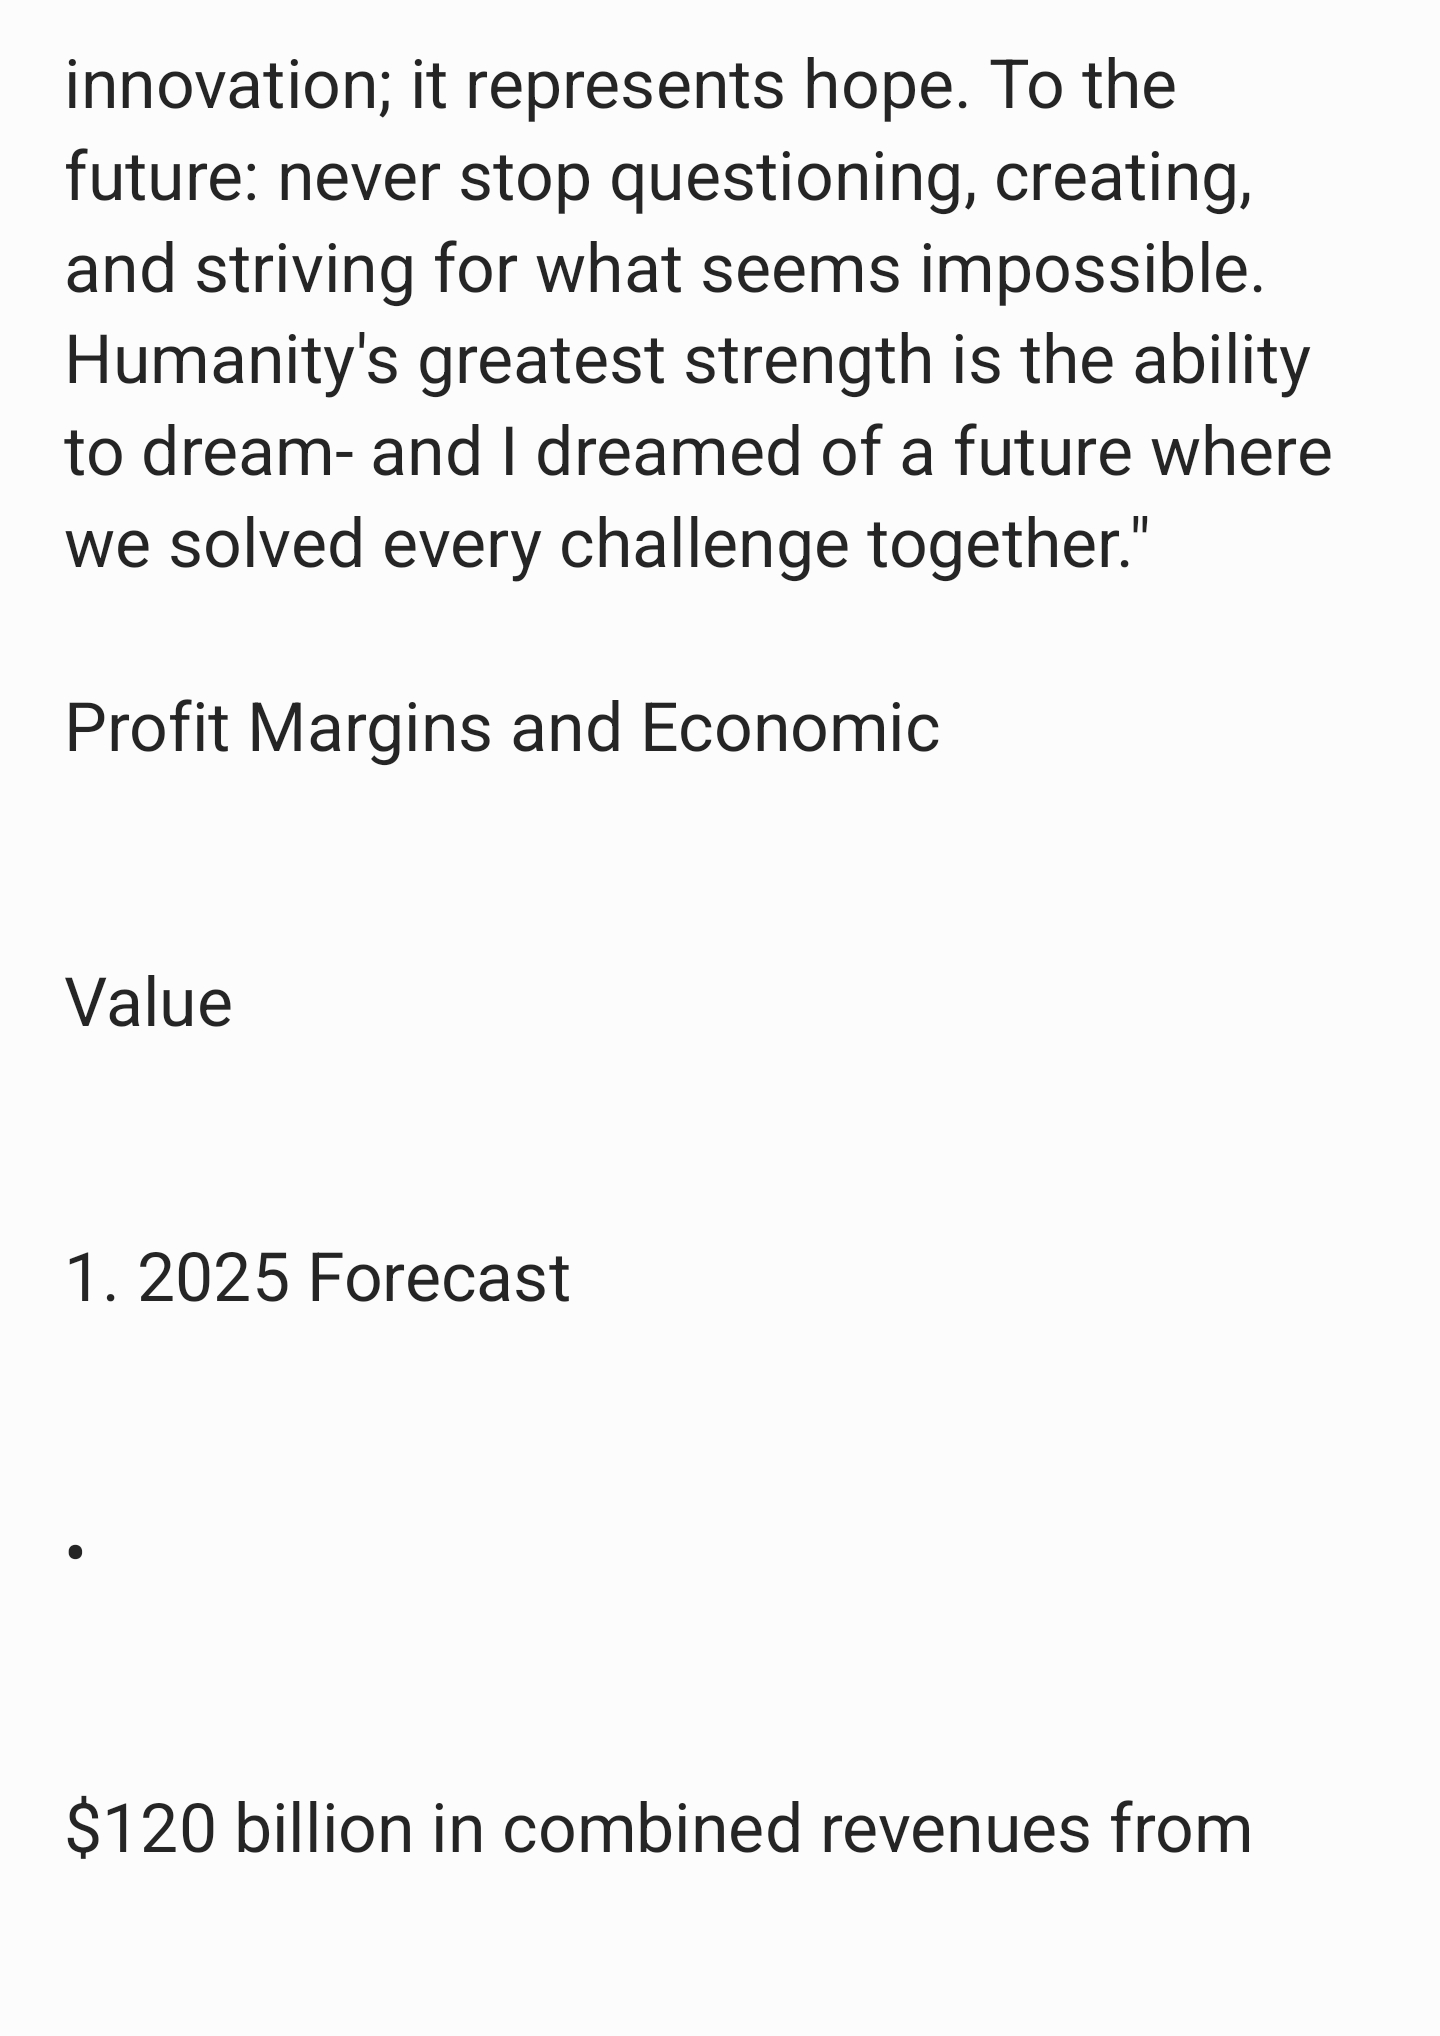 innovation; it represents hope. To the
future: never stop questioning, creating,
and striving for what seems impossible.
Humanity's greatest strength is the ability
to dream- and I dreamed of a future where
we solved every challenge together."
Profit Margins and Economic
Value
1. 2025 Forecast
•
$120 billion in combined revenues from